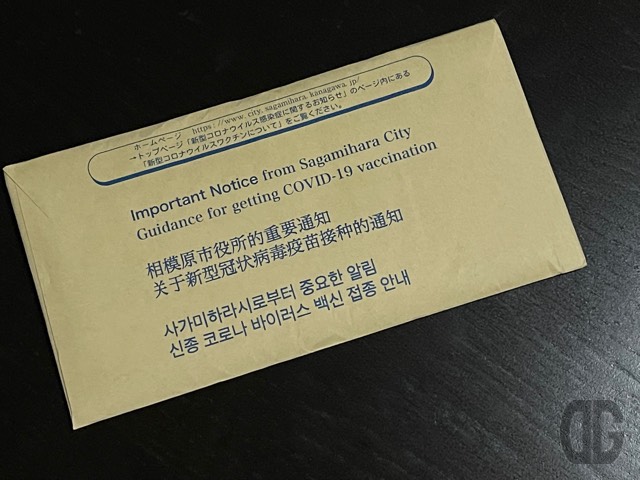 ホームページ https://www.city.sagamihara.kanagawa.jp/
→トップページ「新型コロナウイルス感染症に関するお知らせ」のページ内にある
「新型コロナウイルスワクチンについて」をご覧ください。
Important Notice from Sagamihara City
Guidance for getting COVID-19 vaccination
相模原市役所的重要通知
关于新型冠状病毒疫苗接种的通知
사가미하라시로부터 중요한 알림
신종 코로나 바이러스 백신 접종 안내
DG